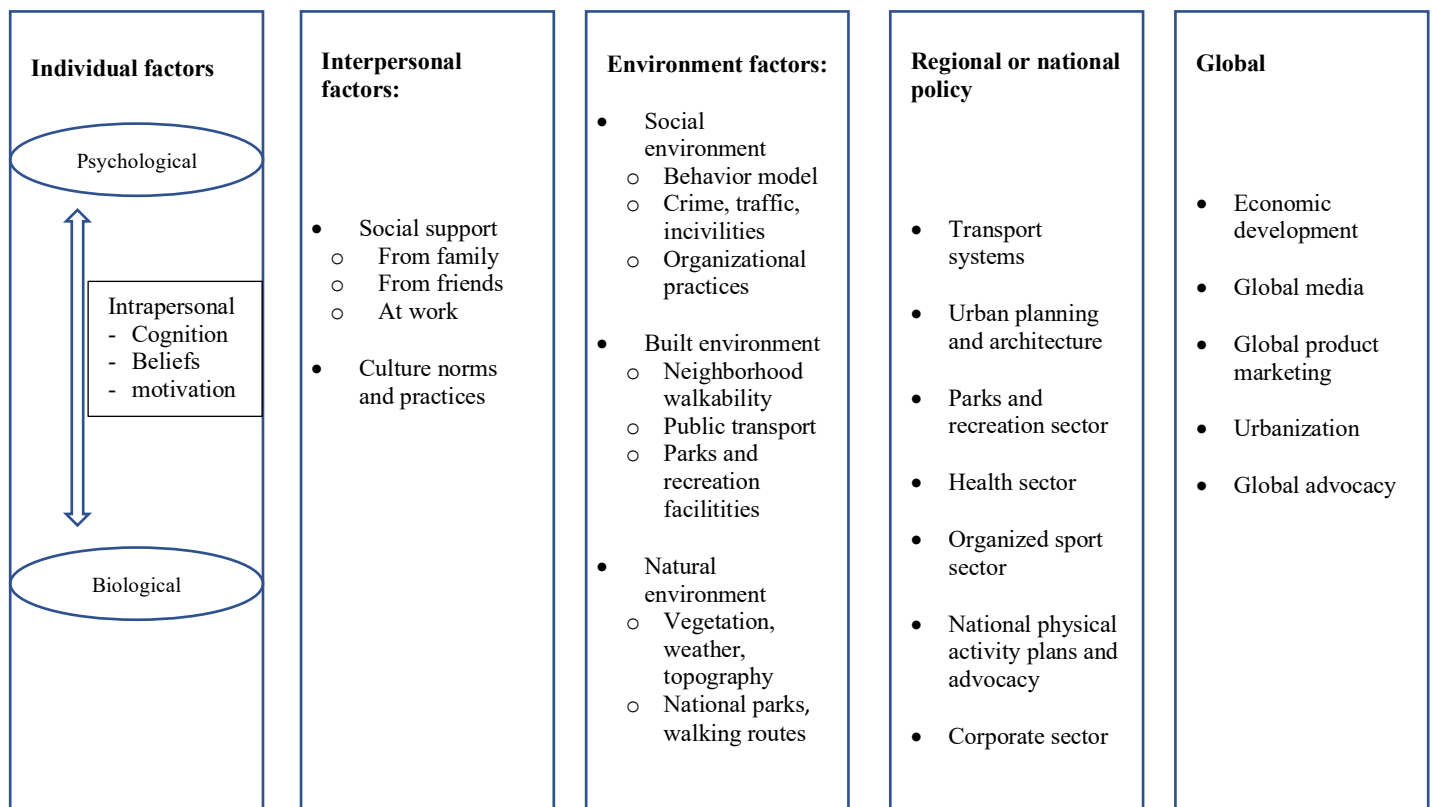 Individual factors
Psychological
Intrapersonal
- Cognition
- Beliefs
- motivation
Biological
Interpersonal
factors:
• Social support
o From family
o From friends
o At work
• Culture norms
and practices
Environment factors:
• Social
environment
o Behavior model
o Crime, traffic,
incivilities
o Organizational
practices
• Built environment
o Neighborhood
walkability
o Public transport
o Parks and
recreation
facilitities
• Natural
environment
o Vegetation,
weather,
topography
o National parks,
walking routes
Regional or national
policy
• Transport
systems
• Urban planning
and architecture
• Parks and
recreation sector
• Health sector
• Organized sport
sector
• National physical
activity plans and
advocacy
• Corporate sector
Global
• Economic
development
• Global media
• Global product
marketing
• Urbanization
• Global advocacy